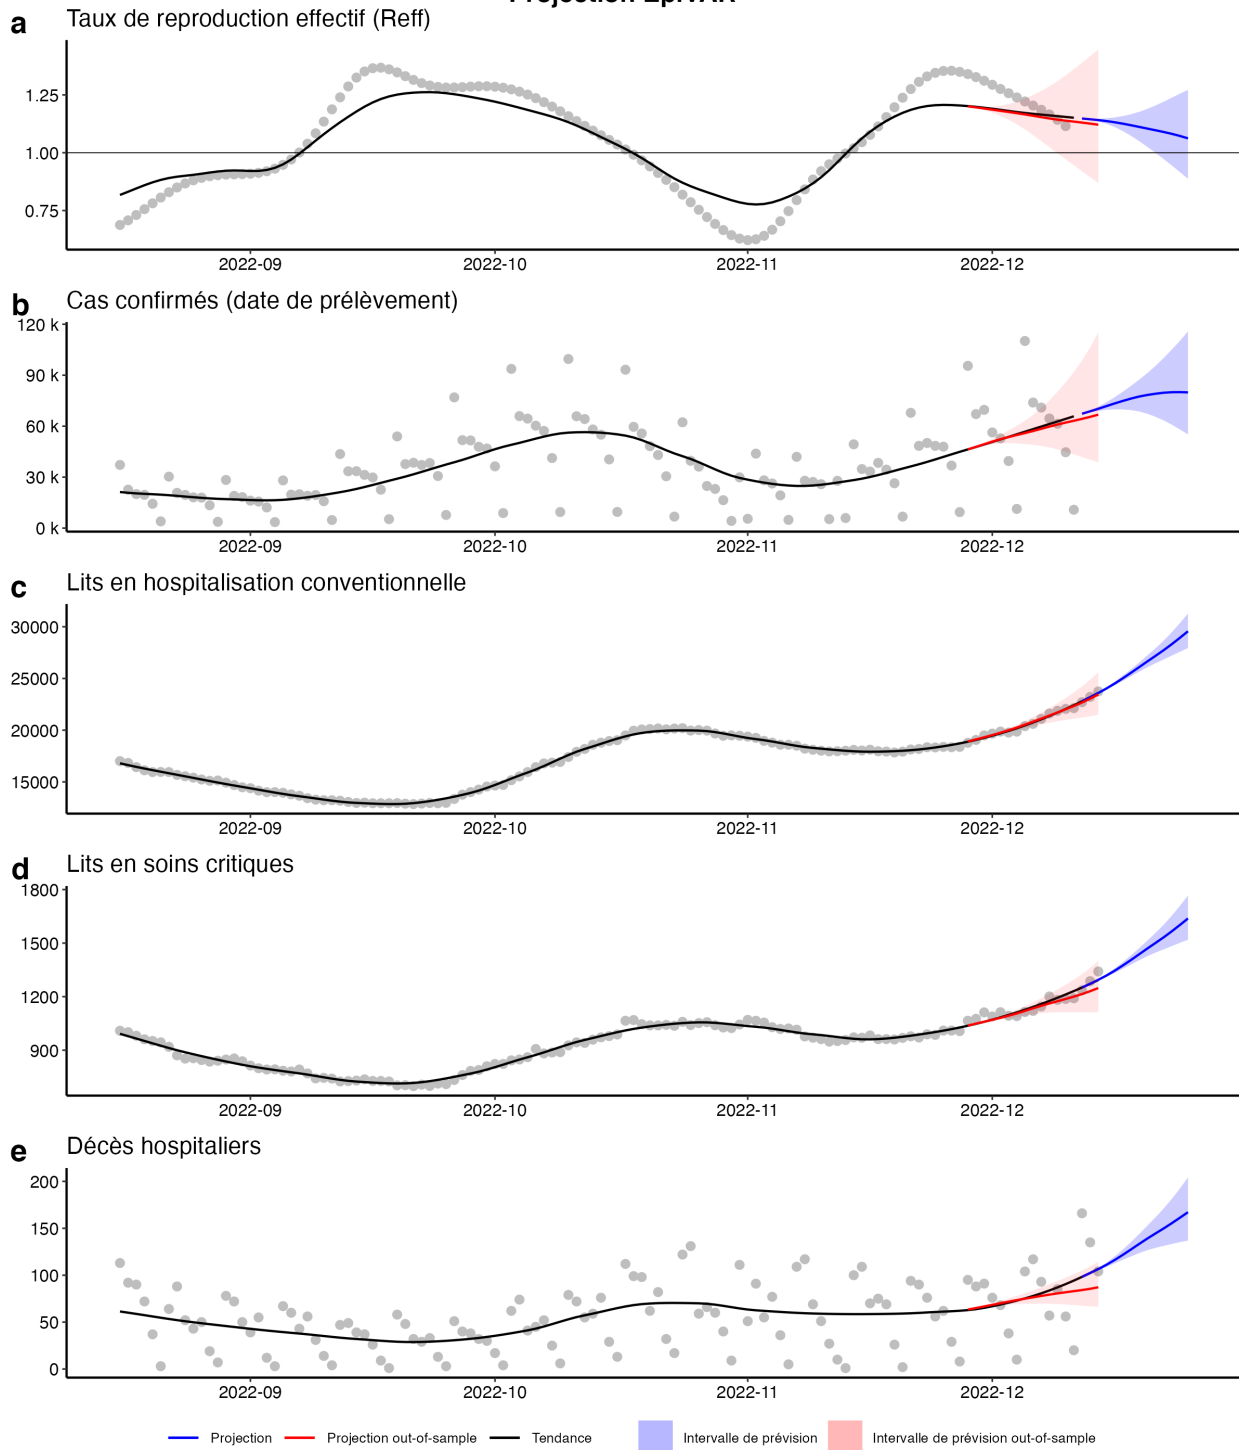 a
Taux de reproduction effectif (Reff)
1.25
1.00
0.75
2022-09 2022-10 2022-11 2022-12
b
Cas confirmés (date de prélèvement)
120 k
90 k
60 k
30 k
0 k
2022-09 2022-10 2022-11 2022-12
c
Lits en hospitalisation conventionnelle
30000
25000
20000
15000
2022-09 2022-10 2022-11 2022-12
d
Lits en soins critiques
1800
1500
1200
900
2022-09 2022-10 2022-11 2022-12
e
Décès hospitaliers
200
150
100
50
0
2022-09 2022-10 2022-11 2022-12
Projection Projection out-of-sample Tendance Intervalle de prévision Intervalle de prévision out-of-sample